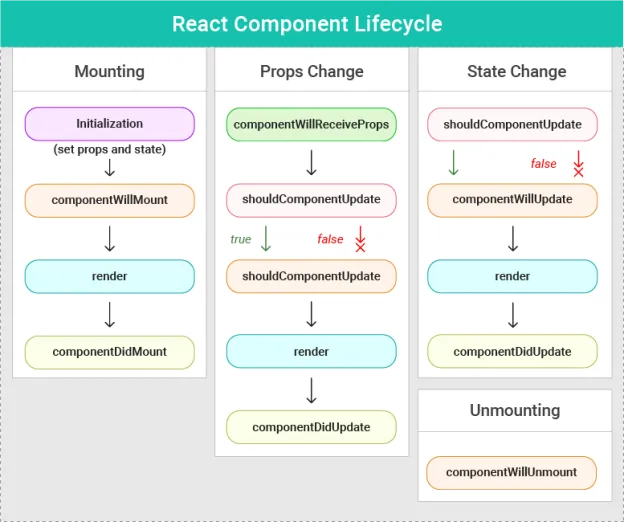 React Component Lifecycle
Mounting
Initialization
(set props and state)
componentWillMount
render
componentDidMount
Props Change
componentWillReceiveProps
shouldComponentUpdate
true
false
shouldComponentUpdate
render
componentDidUpdate
State Change
shouldComponentUpdate
false
componentWillUpdate
render
componentDidUpdate
Unmounting
componentWillUnmount